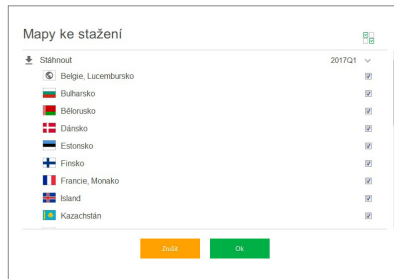 Mapy ke stažení
Stáhnout 2017Q1
Belgie, Lucembursko
Bulharsko
Bělorusko
Dánsko
Estonsko
Finsko
Francie, Monako
Island
Kazachstán
Zrušit Ok